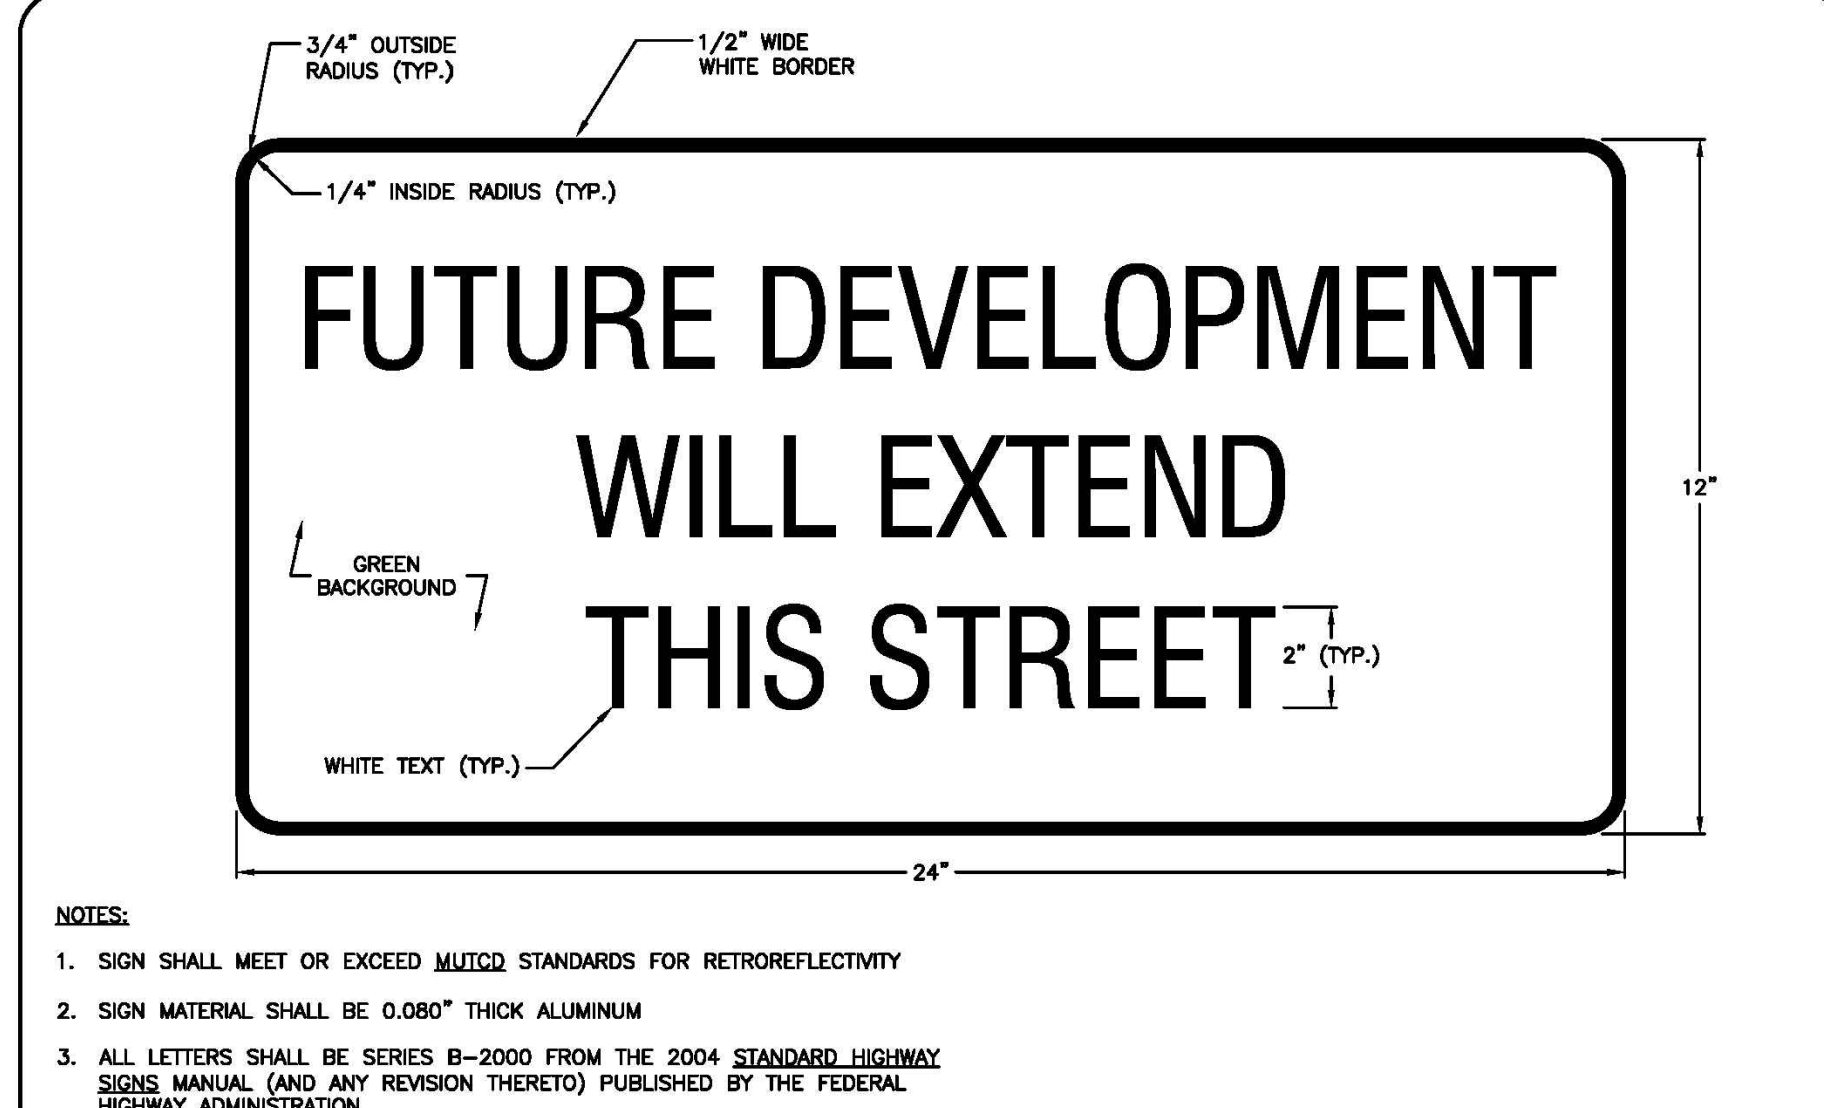 3/4" OUTSIDE
RADIUS (TYP.)
1/2" WIDE
WHITE BORDER
1/4" INSIDE RADIUS (TYP.)
FUTURE DEVELOPMENT
WILL EXTEND
12"
GREEN
BACKGROUND
THIS STREET
2" (TYP.)
WHITE TEXT (TYP.)
24"
NOTES:
1. SIGN SHALL MEET OR EXCEED MUTCD STANDARDS FOR RETROREFLECTIVITY
2. SIGN MATERIAL SHALL BE 0.080" THICK ALUMINUM
3. ALL LETTERS SHALL BE SERIES B-2000 FROM THE 2004 STANDARD HIGHWAY
SIGNS MANUAL (AND ANY REVISION THERETO) PUBLISHED BY THE FEDERAL
HIGHWAY ADMINISTRATION